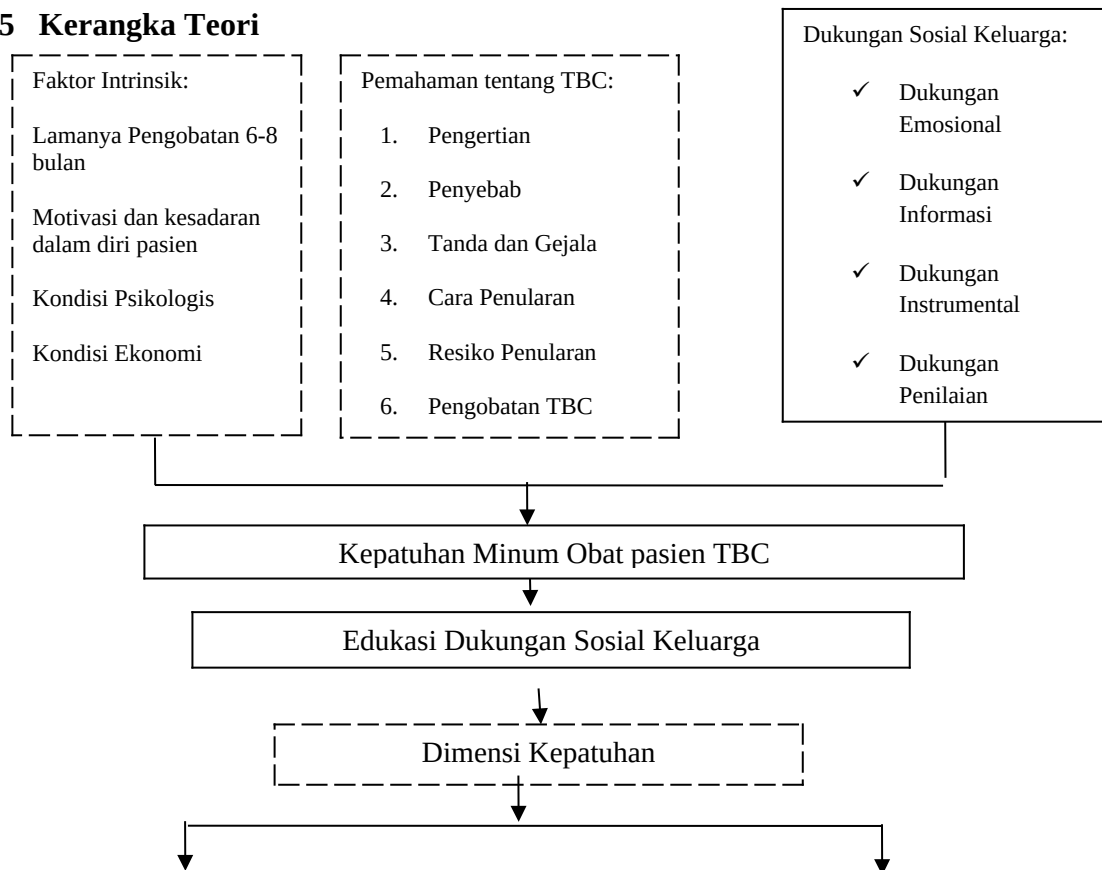 5 Kerangka Teori
Faktor Intrinsik:
Lamanya Pengobatan 6-8
bulan
Motivasi dan kesadaran
dalam diri pasien
Kondisi Psikologis
Kondisi Ekonomi
Pemahaman tentang TBC:
1. Pengertian
2. Penyebab
3. Tanda dan Gejala
4. Cara Penularan
5. Resiko Penularan
6. Pengobatan TBC
Dukungan Sosial Keluarga:
✓ Dukungan
Emosional
✓ Dukungan
Informasi
✓ Dukungan
Instrumental
✓ Dukungan
Penilaian
Kepatuhan Minum Obat pasien TBC
Edukasi Dukungan Sosial Keluarga
Dimensi Kepatuhan